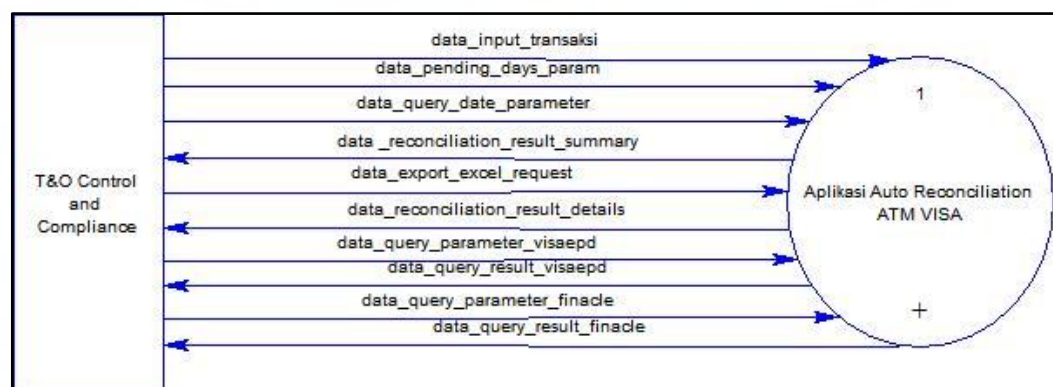 data_input_transaksi
data_pending_days_param
1
data_query_date_parameter
data _reconciliation_result_summary
data_export_excel_request
T&O Control
and
Compliance
Aplikasi Auto Reconciliation
ATM VISA
data_reconciliation_result_details
data_query_parameter_visaepd
data_query_result_visaepd
data_query_parameter_finacle
+
data_query_result_finacle